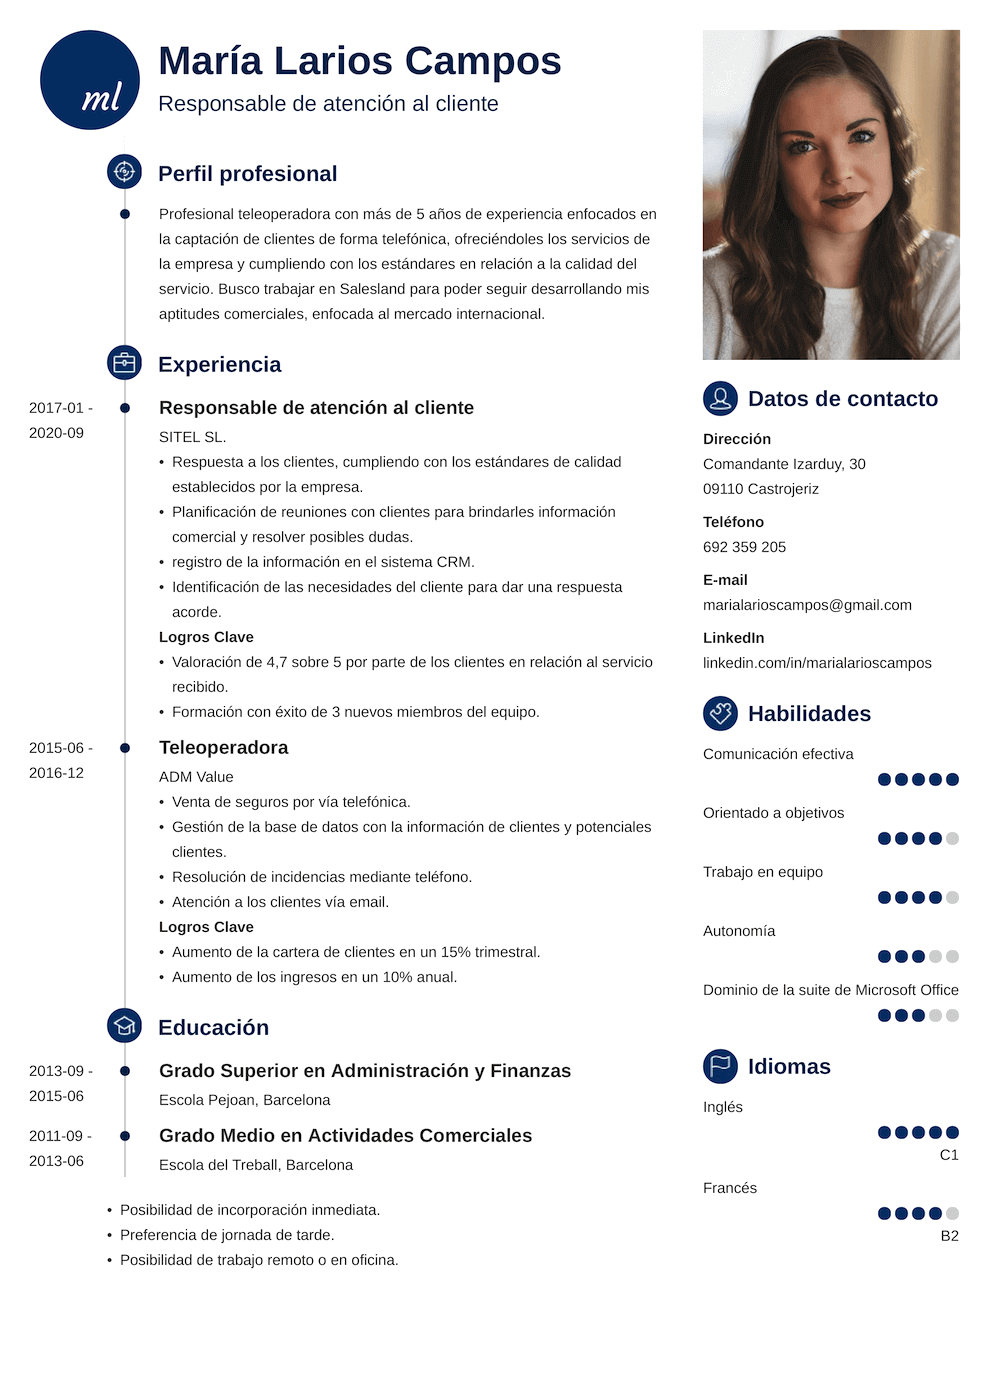 ml
María Larios Campos
Responsable de atención al cliente
Perfil profesional
Profesional teleoperadora con más de 5 años de experiencia enfocados en
la captación de clientes de forma telefónica, ofreciéndoles los servicios de
la empresa y cumpliendo con los estándares en relación a la calidad del
servicio. Busco trabajar en Salesland para poder seguir desarrollando mis
aptitudes comerciales, enfocada al mercado internacional.
Experiencia
2017-01 -
2020-09
Responsable de atención al cliente
SITEL SL.
• Respuesta a los clientes, cumpliendo con los estándares de calidad
establecidos por la empresa.
• Planificación de reuniones con clientes para brindarles información
comercial y resolver posibles dudas.
• registro de la información en el sistema CRM.
• Identificación de las necesidades del cliente para dar una respuesta
acorde.
Logros Clave
• Valoración de 4,7 sobre 5 por parte de los clientes en relación al servicio
recibido.
• Formación con éxito de 3 nuevos miembros del equipo.
2015-06 -
2016-12
Teleoperadora
ADM Value
• Venta de seguros por vía telefónica.
• Gestión de la base de datos con la información de clientes y potenciales
clientes.
• Resolución de incidencias mediante teléfono.
• Atención a los clientes vía email.
Logros Clave
• Aumento de la cartera de clientes en un 15% trimestral.
• Aumento de los ingresos en un 10% anual.
Educación
2013-09 -
2015-06
Grado Superior en Administración y Finanzas
Escola Pejoan, Barcelona
2011-09 -
2013-06
Grado Medio en Actividades Comerciales
Escola del Treball, Barcelona
• Posibilidad de incorporación inmediata.
• Preferencia de jornada de tarde.
• Posibilidad de trabajo remoto o en oficina.
Datos de contacto
Dirección
Comandante Izarduy, 30
09110 Castrojeriz
Teléfono
692 359 205
E-mail
marialarioscampos@gmail.com
LinkedIn
linkedin.com/in/marialarioscampos
Habilidades
Comunicación efectiva
Orientado a objetivos
Trabajo en equipo
Autonomía
Dominio de la suite de Microsoft Office
Idiomas
Inglés
C1
Francés
B2